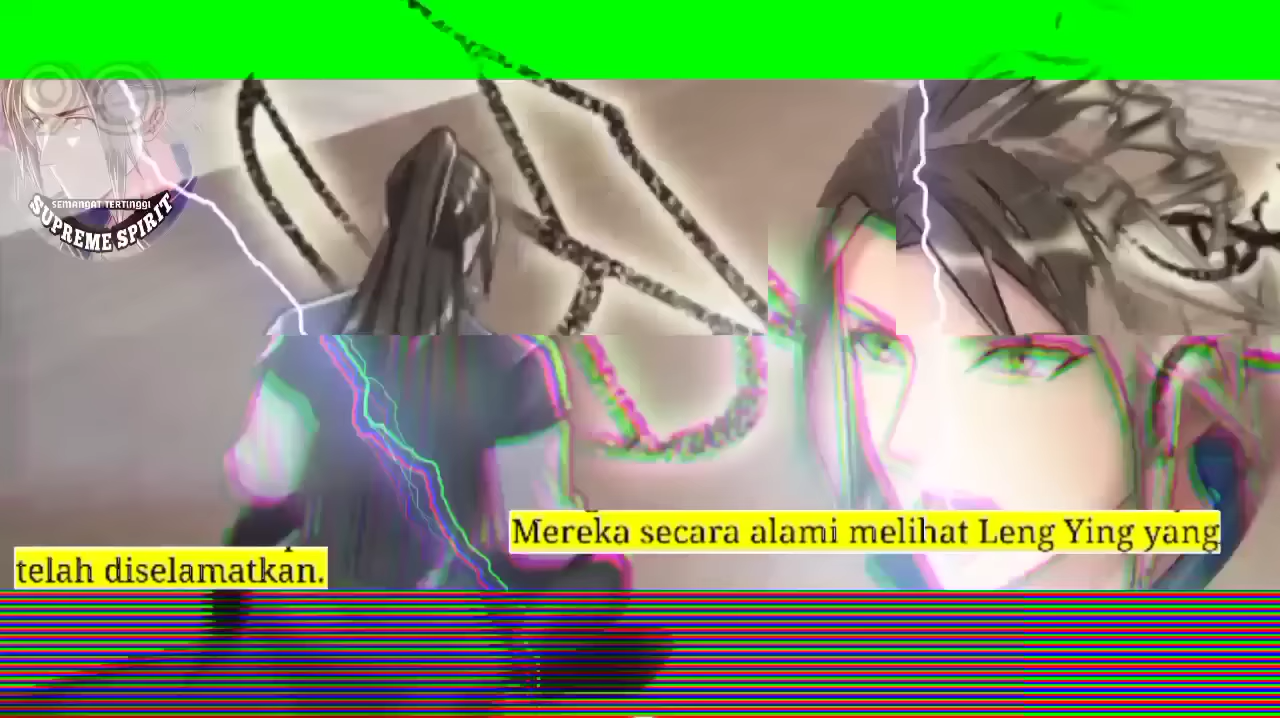 SEMANGAT TERTINGGI
SUPREME SPIRIT
Mereka secara alami melihat Leng Ying yang
telah diselamatkan.